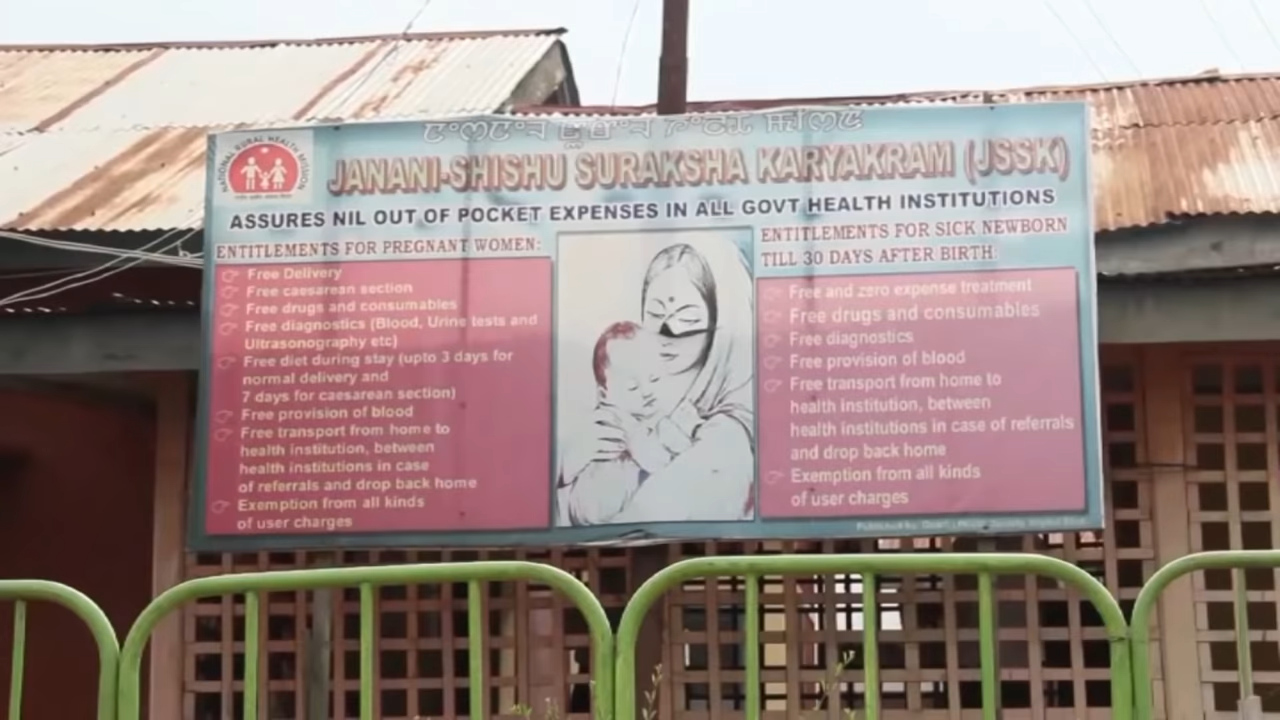 NATIONAL RURAL HEALTH MISSION
JANANI-SHISHU SURAKSHA KARYAKRAM (JSSK)
ASSURES NIL OUT OF POCKET EXPENSES IN ALL GOVT HEALTH INSTITUTIONS
ENTITLEMENTS FOR PREGNANT WOMEN:
Free Delivery
Free caesarean section
Free drugs and consumables
Free diagnostics (Blood, Urine tests and
Ultrasonography etc)
Free diet during stay (upto 3 days for
normal delivery and
7 days for caesarean section)
Free provision of blood
Free transport from home to
health institution, between
health institutions in case
of referrals and drop back home
Exemption from all kinds
of user charges
ENTITLEMENTS FOR SICK NEWBORN
TILL 30 DAYS AFTER BIRTH:
Free and zero expense treatment
Free drugs and consumables
Free diagnostics
Free provision of blood
Free transport from home to
health institution, between
health institutions in case of referrals
and drop back home
Exemption from all kinds
of user charges